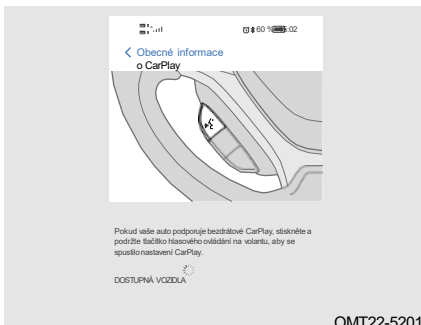 60 % :02
Obecné informace
o CarPlay
Pokud vaše auto podporuje bezdrátové CarPlay, stiskněte a
podržte tlačítko hlasového ovládání na volantu, aby se
spustilo nastavení CarPlay.
DOSTUPNÁ VOZIDLA
OMT22-5201